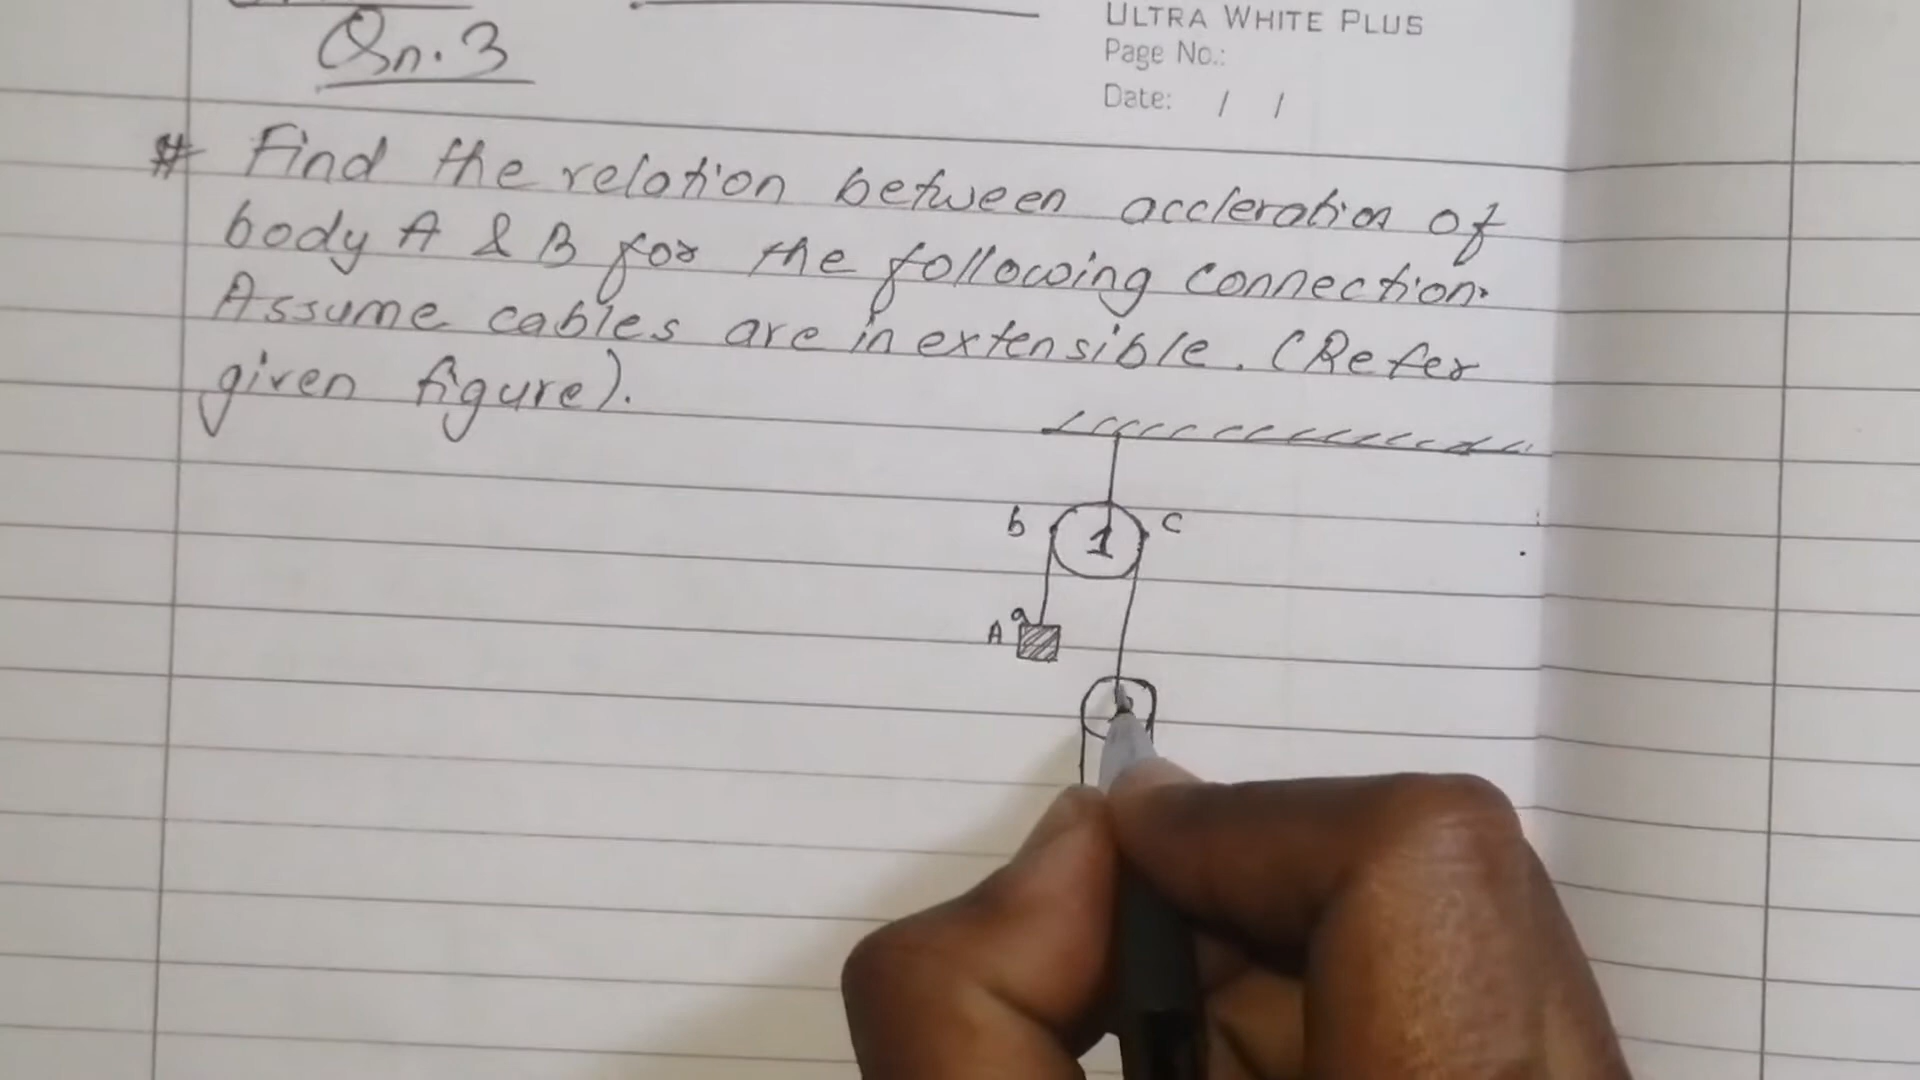 ULTRA WHITE PLUS
Qn.3
Page No.:
Date: / /
# Find the relation between accleration of
body A & B for the following connection.
Assume cables are inextensible. (Refer
given figure).
b 1 c
a
A